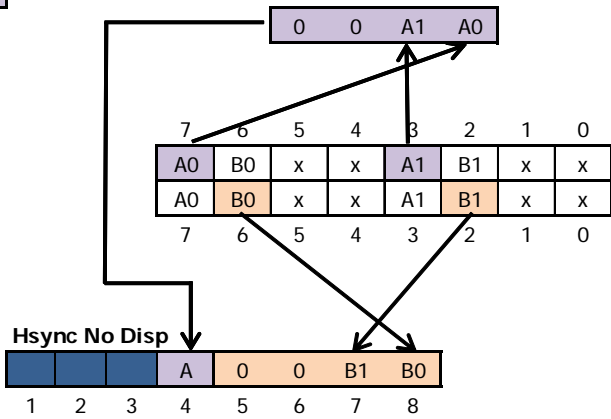 0 0 A1 A0
7 6 5 4 3 2 1 0
A0 B0 x x A1 B1 x x
A0 B0 x x A1 B1 x x
7 6 5 4 3 2 1 0
Hsync No Disp
A 0 0 B1 B0
1 2 3 4 5 6 7 8